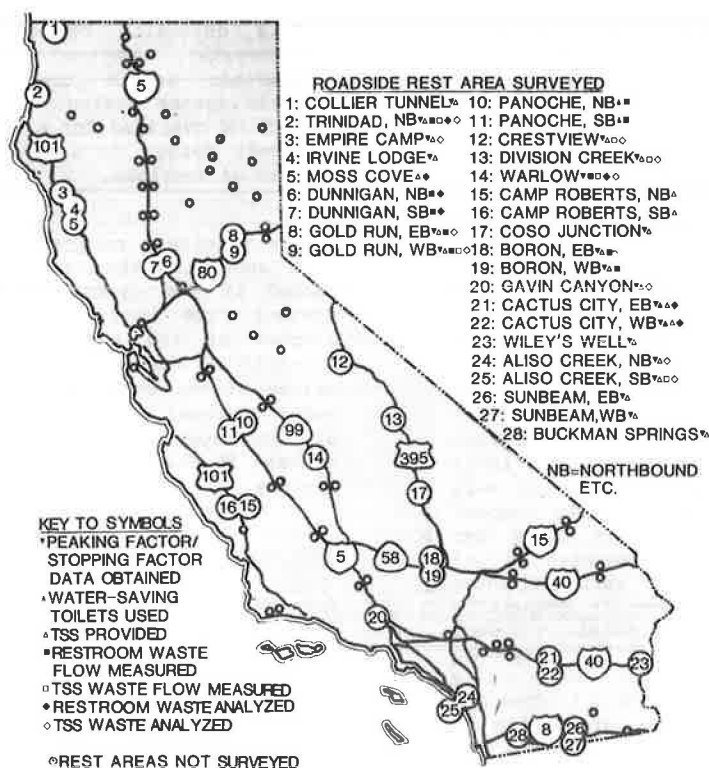 ROADSIDE REST AREA SURVEYED
1: COLLIER TUNNEL▾▵
2: TRINIDAD, NB▾▵■□◆◇
3: EMPIRE CAMP▾▵◇
4: IRVINE LODGE▾▵
5: MOSS COVE▵◆
6: DUNNIGAN, NB■◆
7: DUNNIGAN, SB■◆
8: GOLD RUN, EB▾▵■□◇
9: GOLD RUN, WB▾▵■□◇
10: PANOCHE, NB▴■
11: PANOCHE, SB▴■
12: CRESTVIEW▾▵□◇
13: DIVISION CREEK▾▵□◇
14: WARLOW▾■□◆◇
15: CAMP ROBERTS, NB▵
16: CAMP ROBERTS, SB▵
17: COSO JUNCTION▾▵
18: BORON, EB▾▵■
19: BORON, WB▾▵■
20: GAVIN CANYON▾▵◇
21: CACTUS CITY, EB▾▵▵◆
22: CACTUS CITY, WB▾▵▵◆
23: WILEY'S WELL▾▵
24: ALISO CREEK, NB▾▵◇
25: ALISO CREEK, SB▾▵□◇
26: SUNBEAM, EB▾▵
27: SUNBEAM,WB▾▵
28: BUCKMAN SPRINGS▾▵
NB=NORTHBOUND
ETC.
1
5
2
101
3
4
5
8
9
7 6
80
12
13
11 10
99
14
395
101
17
16 15
5
58
18
19
15
40
20
21
22
40
23
24
25
28
8
26
27
KEY TO SYMBOLS
▾PEAKING FACTOR/
STOPPING FACTOR
DATA OBTAINED
▴WATER-SAVING
TOILETS USED
▵TSS PROVIDED
■RESTROOM WASTE
FLOW MEASURED
□TSS WASTE FLOW MEASURED
◆RESTROOM WASTE ANALYZED
◇TSS WASTE ANALYZED
○REST AREAS NOT SURVEYED